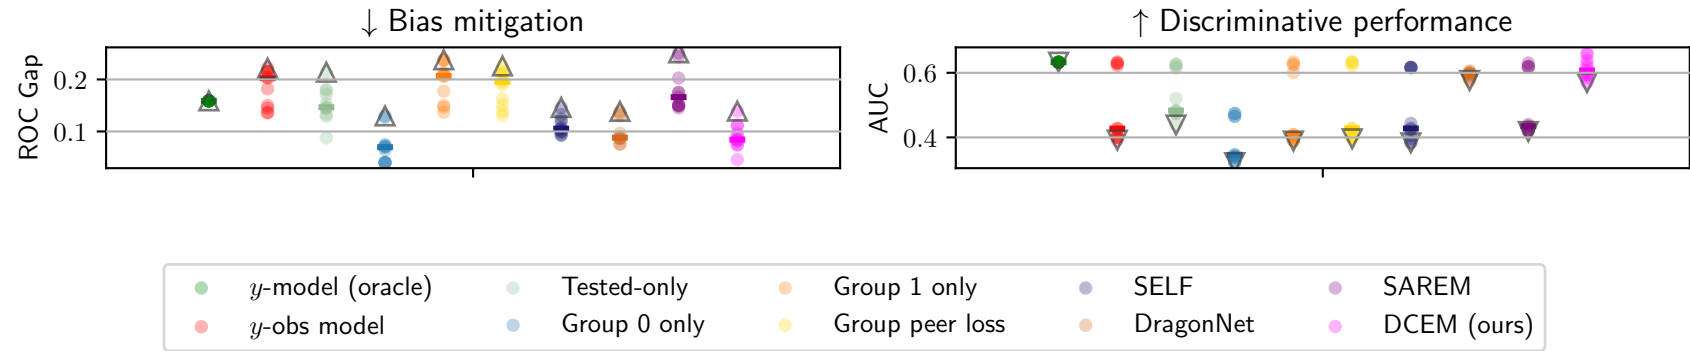 ↓ Bias mitigation
ROC Gap
0.2
0.1
↑ Discriminative performance
AUC
0.6
0.4
y-model (oracle)
y-obs model
Tested-only
Group 0 only
Group 1 only
Group peer loss
SELF
DragonNet
SAREM
DCEM (ours)